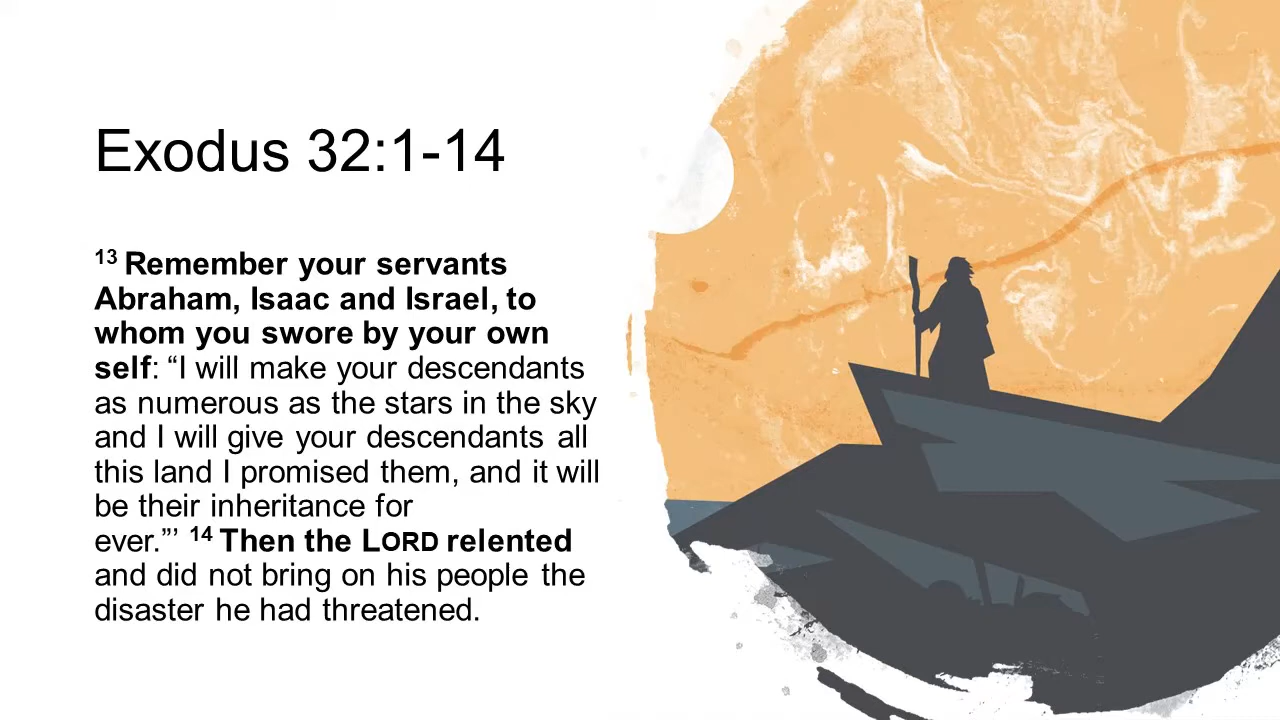 Exodus 32:1-14
13 Remember your servants
Abraham, Isaac and Israel, to
whom you swore by your own
self: “I will make your descendants
as numerous as the stars in the sky
and I will give your descendants all
this land I promised them, and it will
be their inheritance for
ever.”’ 14 Then the LORD relented
and did not bring on his people the
disaster he had threatened.